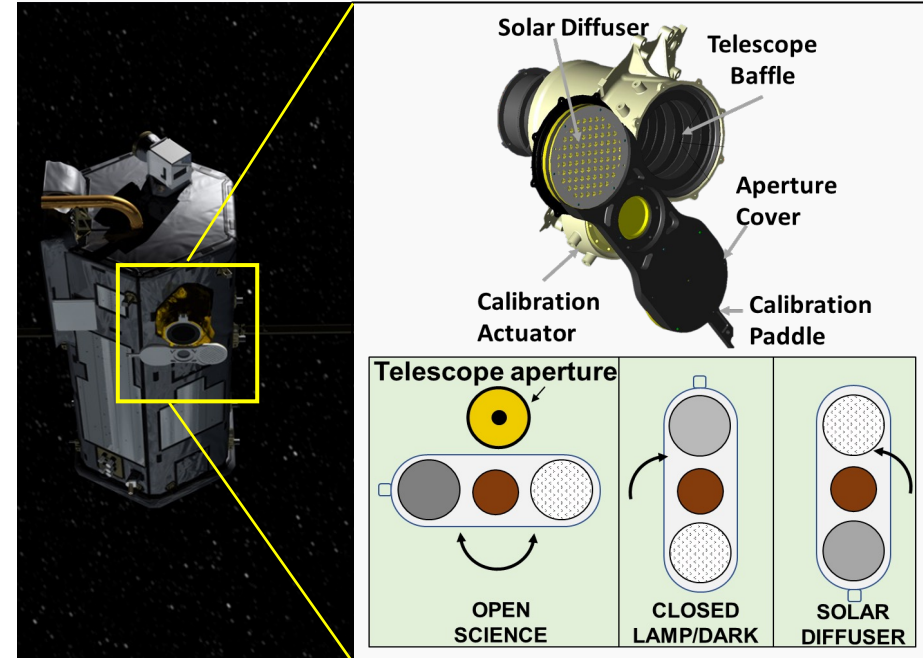 Solar Diffuser
Telescope
Baffle
Aperture
Cover
Calibration
Actuator
Calibration
Paddle
Telescope aperture
OPEN
SCIENCE
CLOSED
LAMP/DARK
SOLAR
DIFFUSER